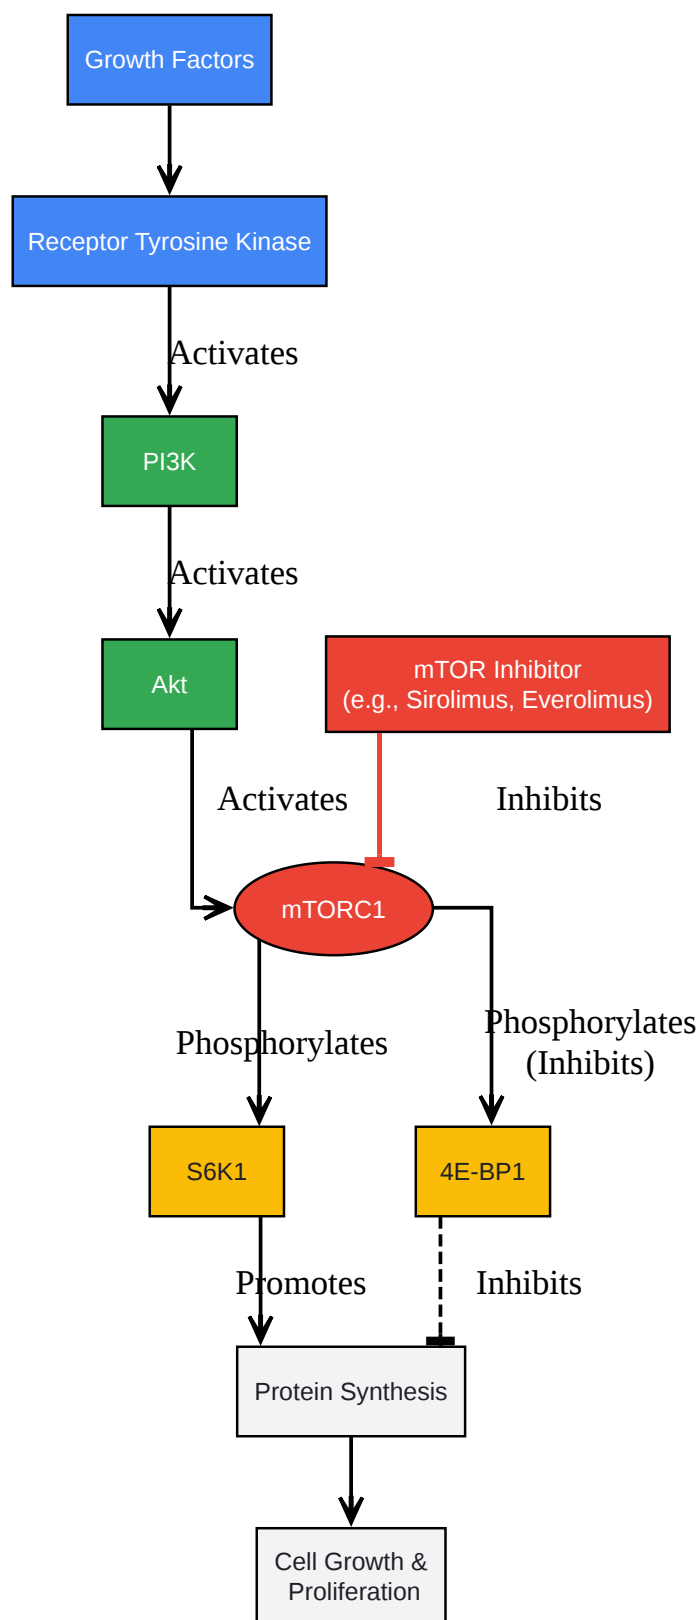 Growth Factors
Receptor Tyrosine Kinase
Activates
PI3K
Activates
Akt
mTOR Inhibitor
(e.g., Sirolimus, Everolimus)
Activates
Inhibits
mTORC1
Phosphorylates
Phosphorylates
(Inhibits)
S6K1
4E-BP1
Promotes
Inhibits
Protein Synthesis
Cell Growth &
Proliferation